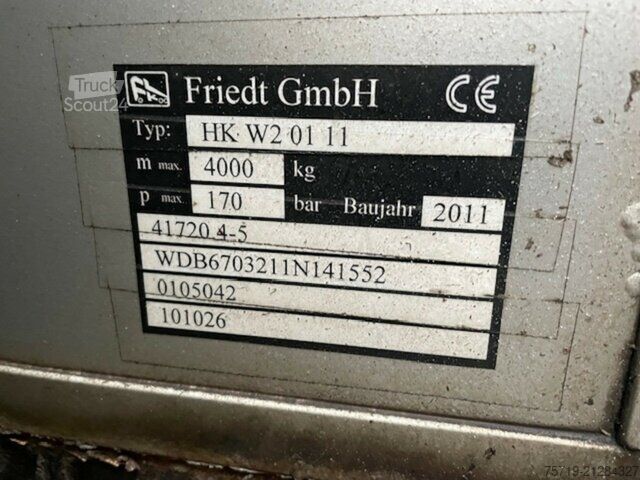 Truck
Scout24
Friedt GmbH CE
Typ: HK W2 01 11
m max. 4000 kg
p max. 170 bar Baujahr 2011
41720 4-5
WDB6703211N141552
0105042
101026
75719-21284327